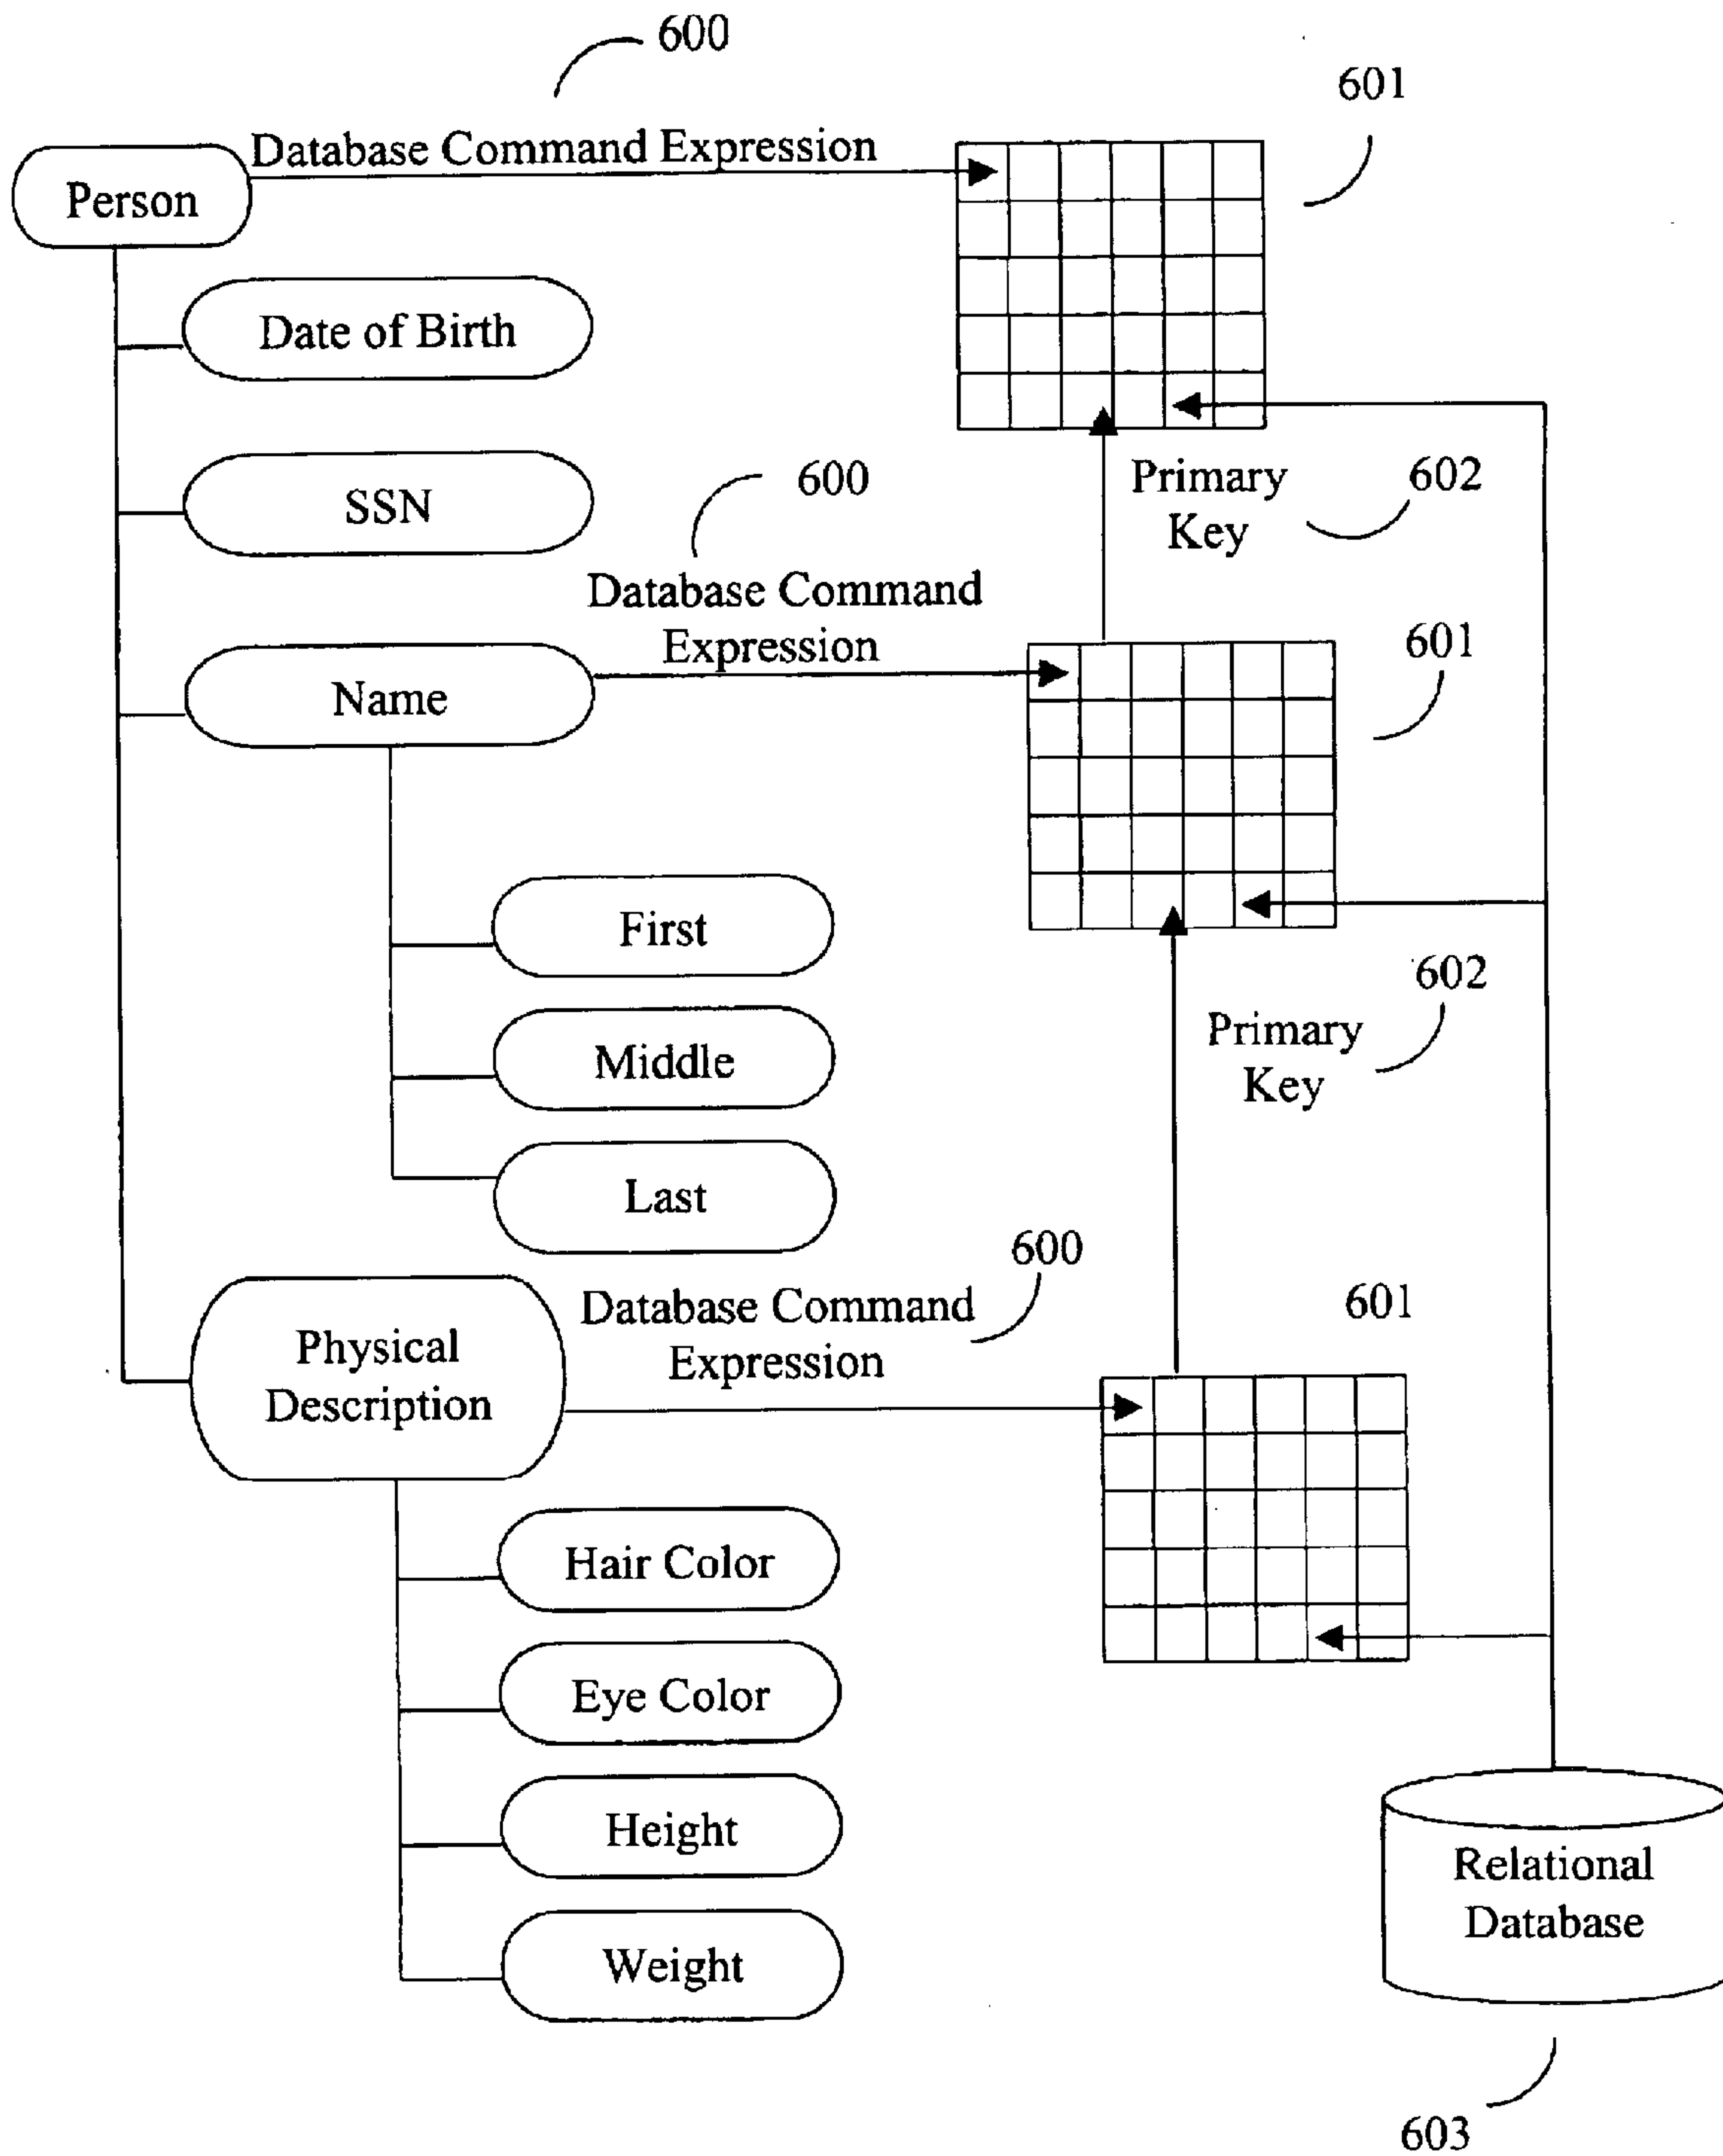 600
601
Database Command Expression
Person
Date of Birth
Primary
Key
602
SSN
600
Database Command
Expression
601
Name
First
602
Primary
Key
Middle
Last
600
Database Command
Expression
601
Physical
Description
Hair Color
Eye Color
Height
Relational
Database
Weight
603